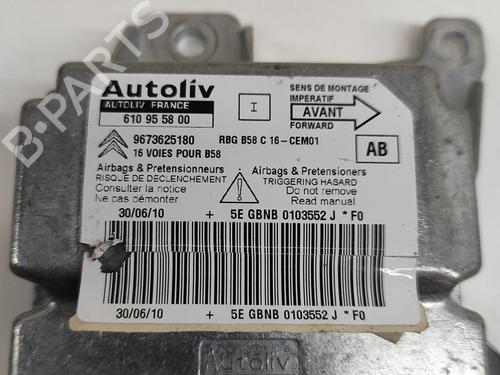 Autoliv
AUTOLIV FRANCE
610 95 58 00
I
SENS DE MONTAGE
IMPERATIF
AVANT
FORWARD
9673625180
RBG B58 C 16-CEM01
16 VOIES POUR B58
AB
Airbags & Pretensionneurs
RISQUE DE DECLENCHEMENT
Consulter la notice
Ne pas démonter
Airbags & Pretensioners
TRIGGERING HAZARD
Do not remove
Read manual
30/06/10 + 5E GBNB 0103552 J * F0
30/06/10 + 5E GBNB 0103552 J * F0
Autoliv
B-PARTS